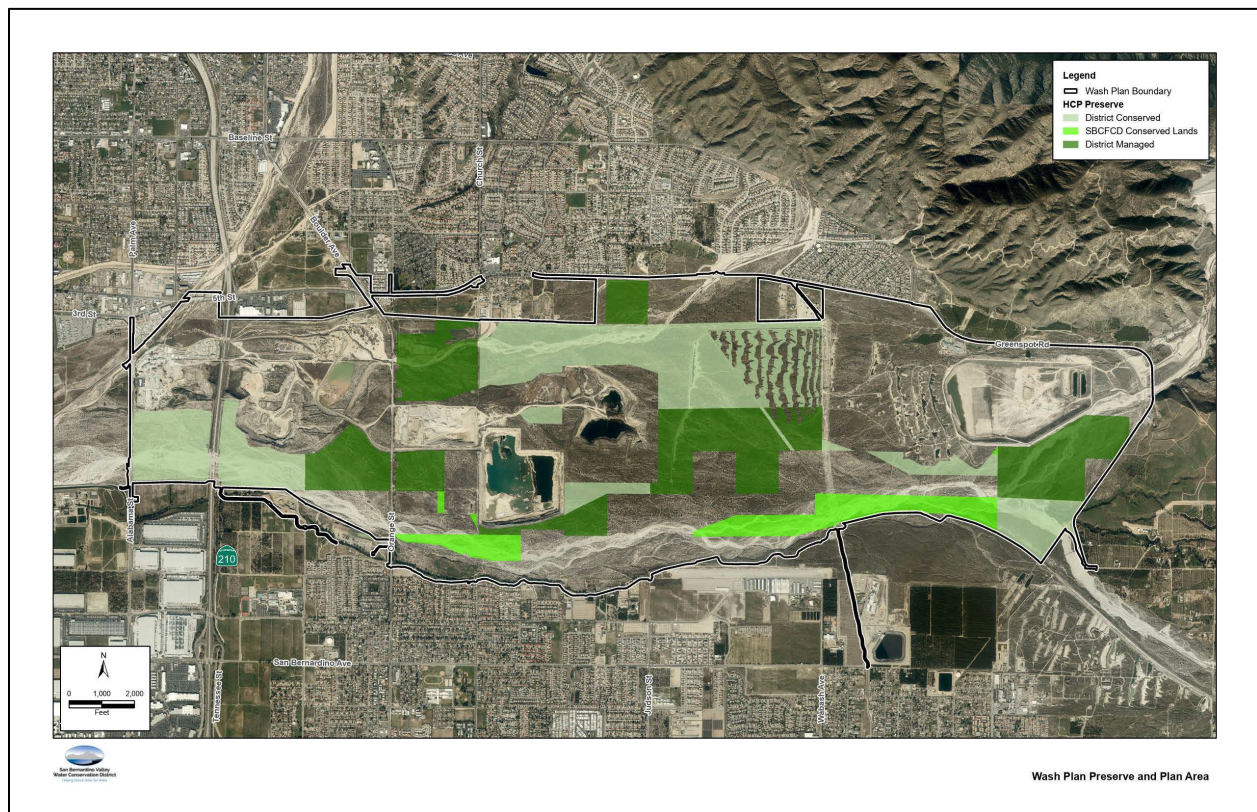 Legend
Wash Plan Boundary
HCP Preserve
District Conserved
SBCFCD Conserved Lands
District Managed
Baseline St
Church St
Palm Ave
Boulder Ave
5th St
3rd St
Greenspot Rd
Alabama St
Orange St
210
San Bernardino Ave
Tennessee St
Judson St
Wabash Ave
N
0 1,000 2,000
Feet
San Bernardino Valley
Water Conservation District
Wash Plan Preserve and Plan Area